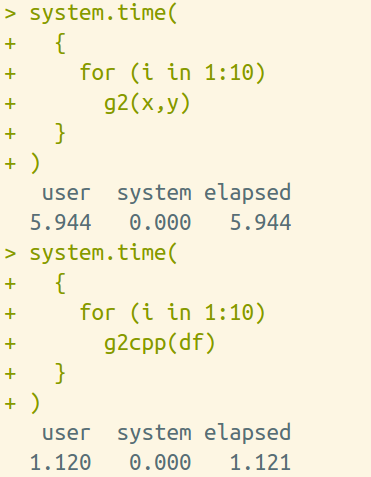 > system.time(
+   {
+     for (i in 1:10)
+       g2(x,y)
+   }
+ )
   user  system elapsed
  5.944   0.000   5.944
> system.time(
+   {
+     for (i in 1:10)
+       g2cpp(df)
+   }
+ )
   user  system elapsed
  1.120   0.000   1.121